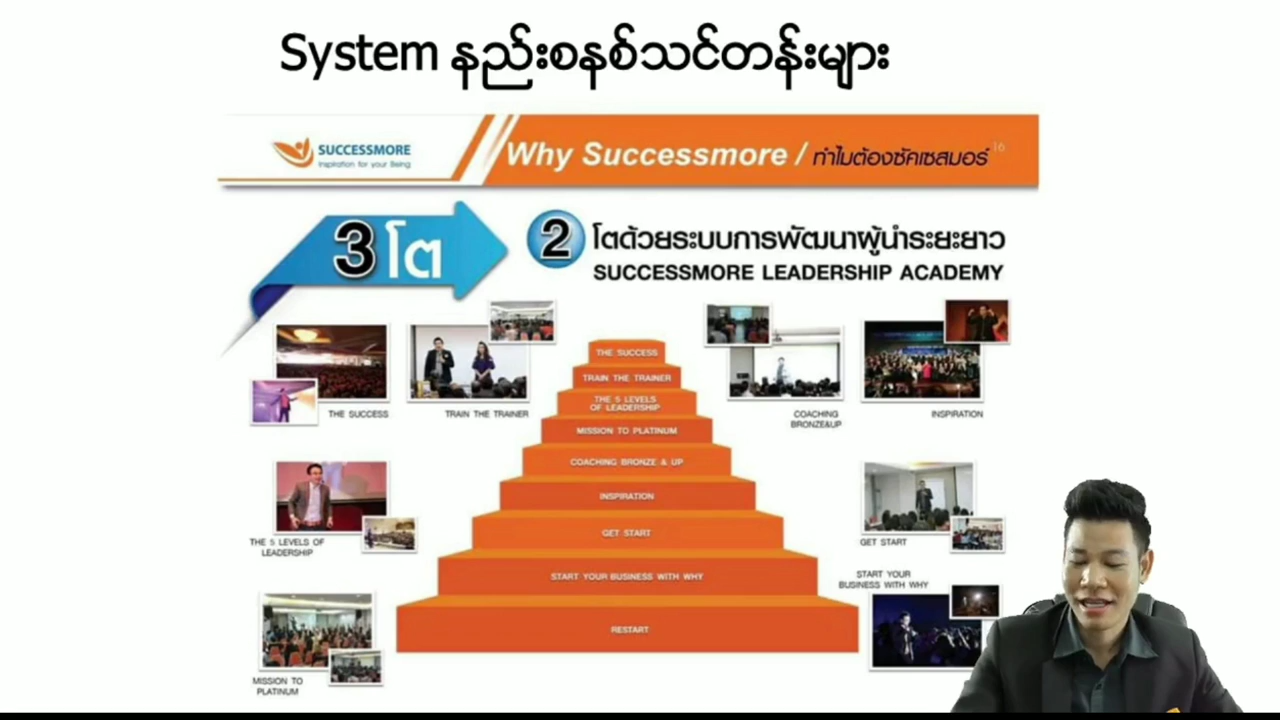 System နည်းစနစ်သင်တန်းများ
SUCCESSMORE
Inspiration for your Being
Why Successmore / ทำไมต้องซัคเซสมอร์
16
3 โต
2 โตด้วยระบบการพัฒนาผู้นำระยะยาว
SUCCESSMORE LEADERSHIP ACADEMY
THE SUCCESS
TRAIN THE TRAINER
THE 5 LEVELS
OF LEADERSHIP
MISSION TO PLATINUM
COACHING BRONZE & UP
INSPIRATION
GET START
START YOUR BUSINESS WITH WHY
RESTART
THE SUCCESS
TRAIN THE TRAINER
COACHING
BRONZE&UP
INSPIRATION
THE 5 LEVELS OF
LEADERSHIP
GET START
START YOUR
BUSINESS WITH WHY
MISSION TO
PLATINUM